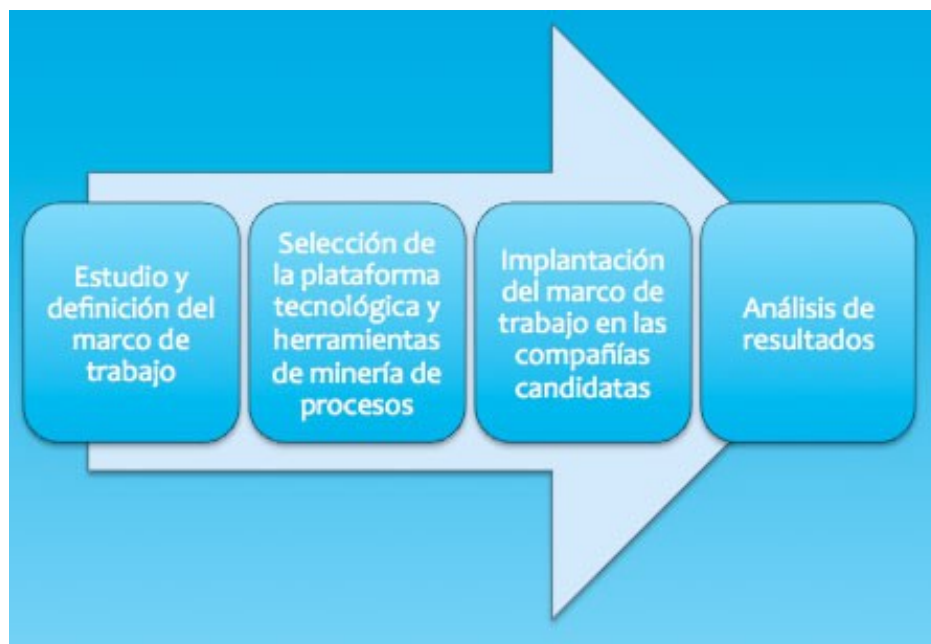 Estudio y
definición del
marco de
trabajo
Selección de
la plataforma
tecnológica y
herramientas
de minería de
procesos
Implantación
del marco de
trabajo en las
compañías
candidatas
Análisis de
resultados